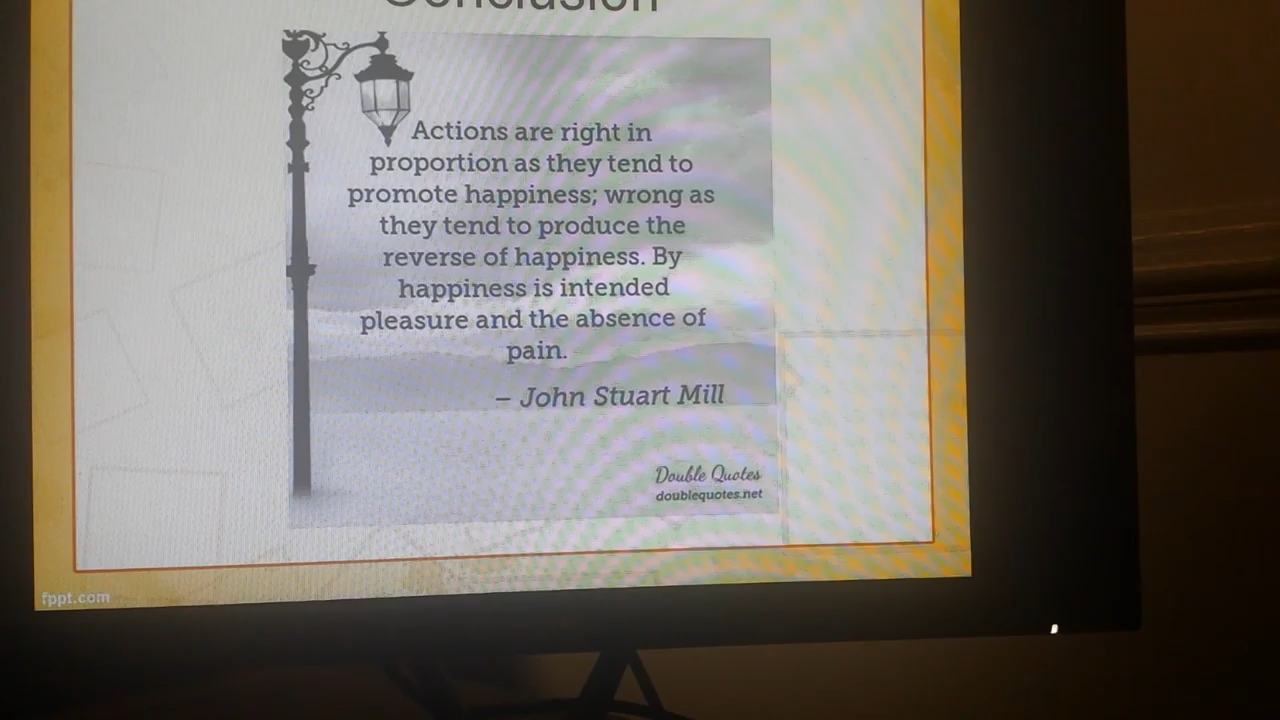 Conclusion
Actions are right in
proportion as they tend to
promote happiness; wrong as
they tend to produce the
reverse of happiness. By
happiness is intended
pleasure and the absence of
pain.
– John Stuart Mill
Double Quotes
doublequotes.net
fppt.com